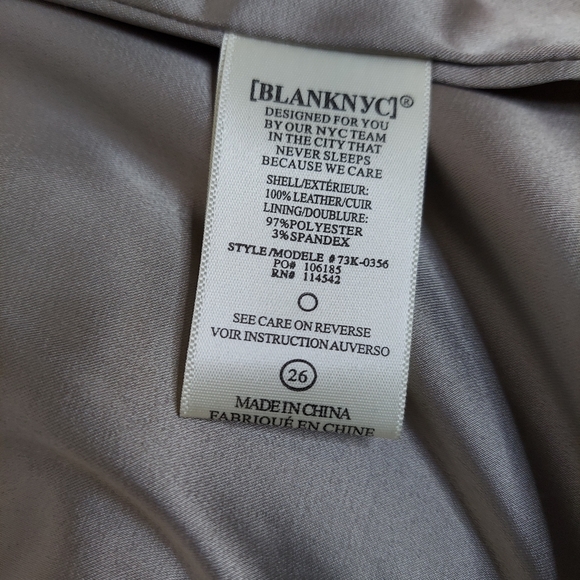 [BLANKNYC]®
DESIGNED FOR YOU
BY OUR NYC TEAM
IN THE CITY THAT
NEVER SLEEPS
BECAUSE WE CARE
SHELL/EXTÉRIEUR:
100% LEATHER/CUIR
LINING/DOUBLURE:
97%POLYESTER
3%SPANDEX
STYLE/MODELE #73K-0356
PO# 106185
RN# 114542
SEE CARE ON REVERSE
VOIR INSTRUCTION AUVERSO
26
MADE IN CHINA
FABRIQUÉ EN CHINE